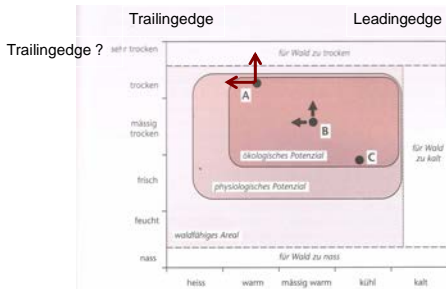 Trailingedge Leadingedge
Trailingedge ?
sehr trocken
für Wald zu trocken
trocken
A
mässig
trocken
B
für Wald
zu kalt
ökologisches Potenzial
C
frisch
physiologisches Potenzial
feucht
waldfähiges Areal
nass
für Wald zu nass
heiss warm mässig warm kühl kalt